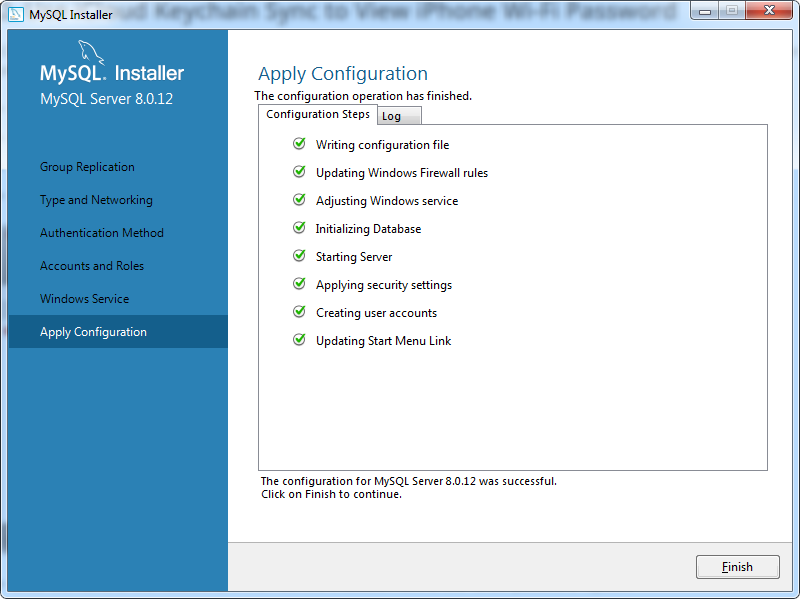 MySQL Installer
oud Keychain Sync to View iPhone Wi-Fi Password
MySQL. Installer
MySQL Server 8.0.12
Group Replication
Type and Networking
Authentication Method
Accounts and Roles
Windows Service
Apply Configuration
Apply Configuration
The configuration operation has finished.
Configuration Steps
Log
Writing configuration file
Updating Windows Firewall rules
Adjusting Windows service
Initializing Database
Starting Server
Applying security settings
Creating user accounts
Updating Start Menu Link
The configuration for MySQL Server 8.0.12 was successful.
Click on Finish to continue.
Finish